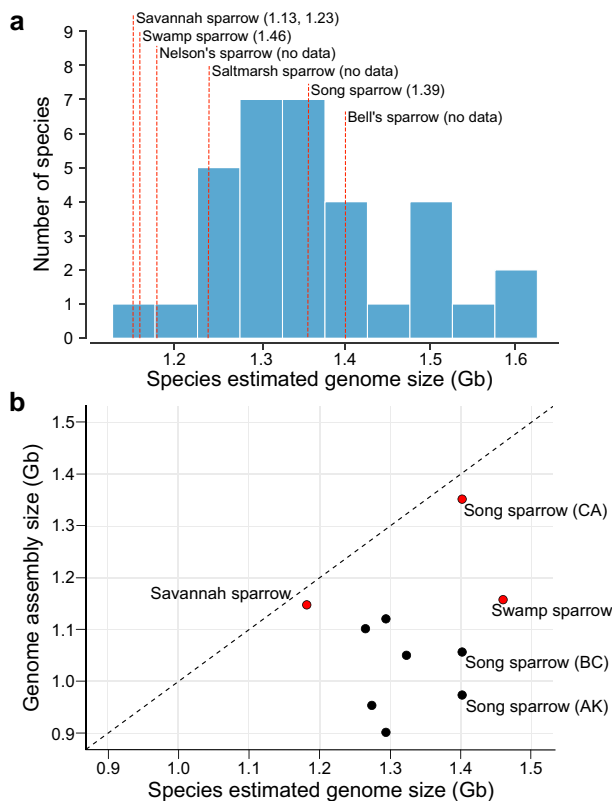 a
Savannah sparrow (1.13, 1.23)
Swamp sparrow (1.46)
Nelson's sparrow (no data)
Saltmarsh sparrow (no data)
Song sparrow (1.39)
Bell's sparrow (no data)
Number of species
9
8
7
6
5
4
3
2
1
0
1.2 1.3 1.4 1.5 1.6
Species estimated genome size (Gb)
b
Genome assembly size (Gb)
1.5
1.4
1.3
1.2
1.1
1.0
0.9
Song sparrow (CA)
Savannah sparrow
Swamp sparrow
Song sparrow (BC)
Song sparrow (AK)
0.9 1.0 1.1 1.2 1.3 1.4 1.5
Species estimated genome size (Gb)